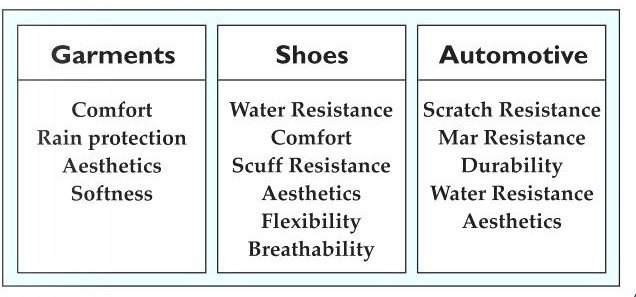 Garments
Comfort
Rain protection
Aesthetics
Softness
Shoes
Water Resistance
Comfort
Scuff Resistance
Aesthetics
Flexibility
Breathability
Automotive
Scratch Resistance
Mar Resistance
Durability
Water Resistance
Aesthetics